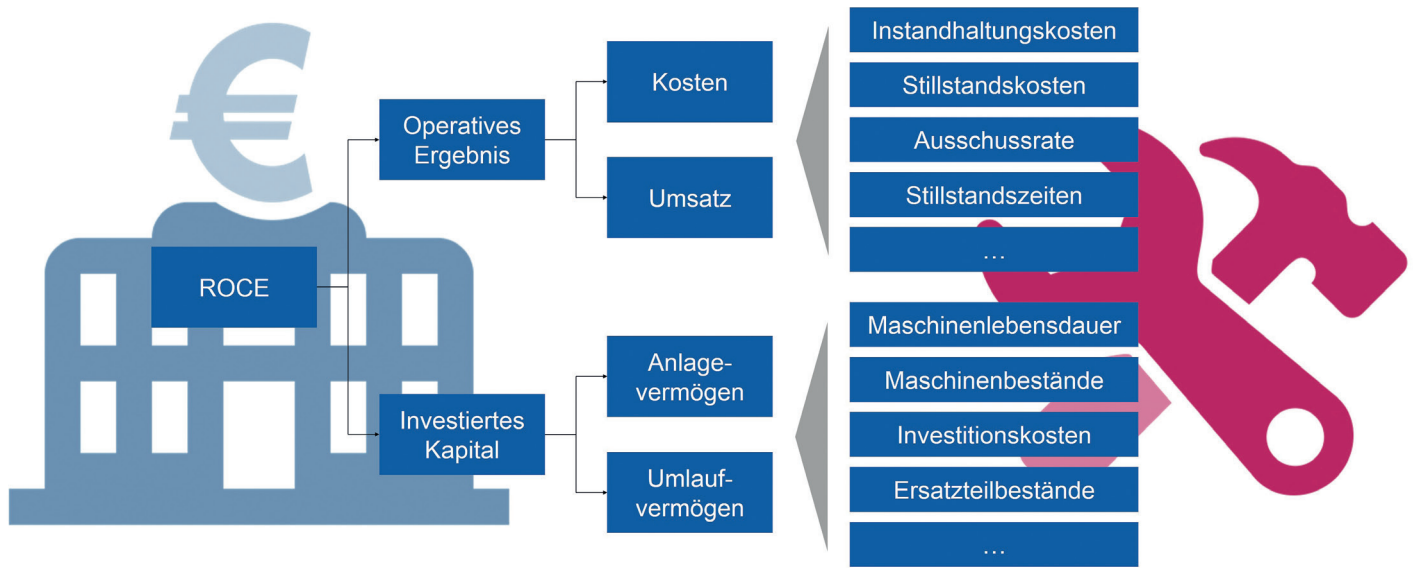 €
ROCE
Operatives
Ergebnis
Investiertes
Kapital
Kosten
Umsatz
Anlage-
vermögen
Umlauf-
vermögen
Instandhaltungskosten
Stillstandskosten
Ausschussrate
Stillstandszeiten
...
Maschinenlebensdauer
Maschinenbestände
Investitionskosten
Ersatzteilbestände
...